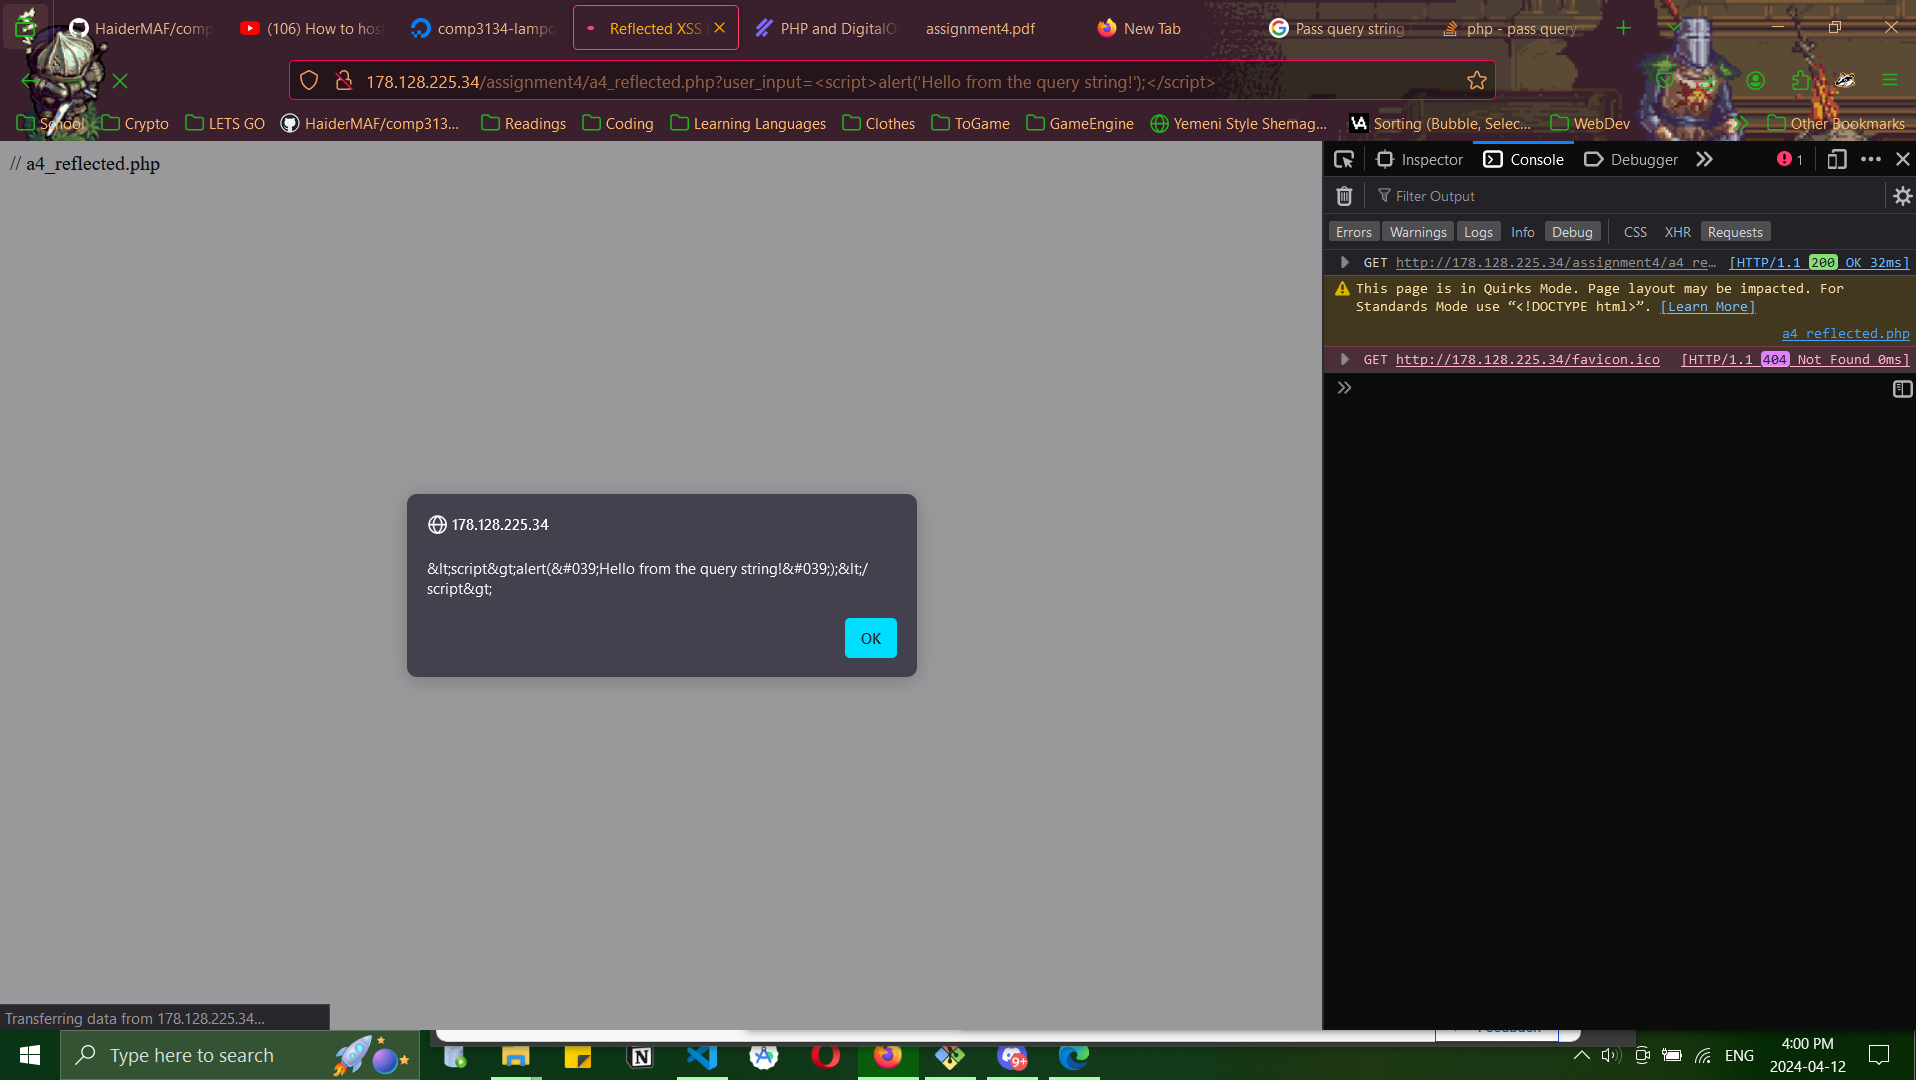 HaiderMAF/comp
(106) How to host
comp3134-lampo
Reflected XSS
PHP and DigitalO
assignment4.pdf
New Tab
Pass query string
php - pass query
178.128.225.34/assignment4/a4_reflected.php?user_input=<script>alert('Hello from the query string!');</script>
School
Crypto
LETS GO
HaiderMAF/comp313...
Readings
Coding
Learning Languages
Clothes
ToGame
GameEngine
Yemeni Style Shemag...
VA
Sorting (Bubble, Selec...
WebDev
Other Bookmarks
// a4_reflected.php
Inspector
Console
Debugger
1
Filter Output
Errors
Warnings
Logs
Info
Debug
CSS
XHR
Requests
GET http://178.128.225.34/assignment4/a4_re… [HTTP/1.1 200 OK 32ms]
This page is in Quirks Mode. Page layout may be impacted. For
Standards Mode use “<!DOCTYPE html>”. [Learn More]
a4_reflected.php
GET http://178.128.225.34/favicon.ico [HTTP/1.1 404 Not Found 0ms]
178.128.225.34
&lt;script&gt;alert(&#039;Hello from the query string!&#039;);&lt;/
script&gt;
OK
Transferring data from 178.128.225.34...
Type here to search
9+
ENG
4:00 PM
2024-04-12